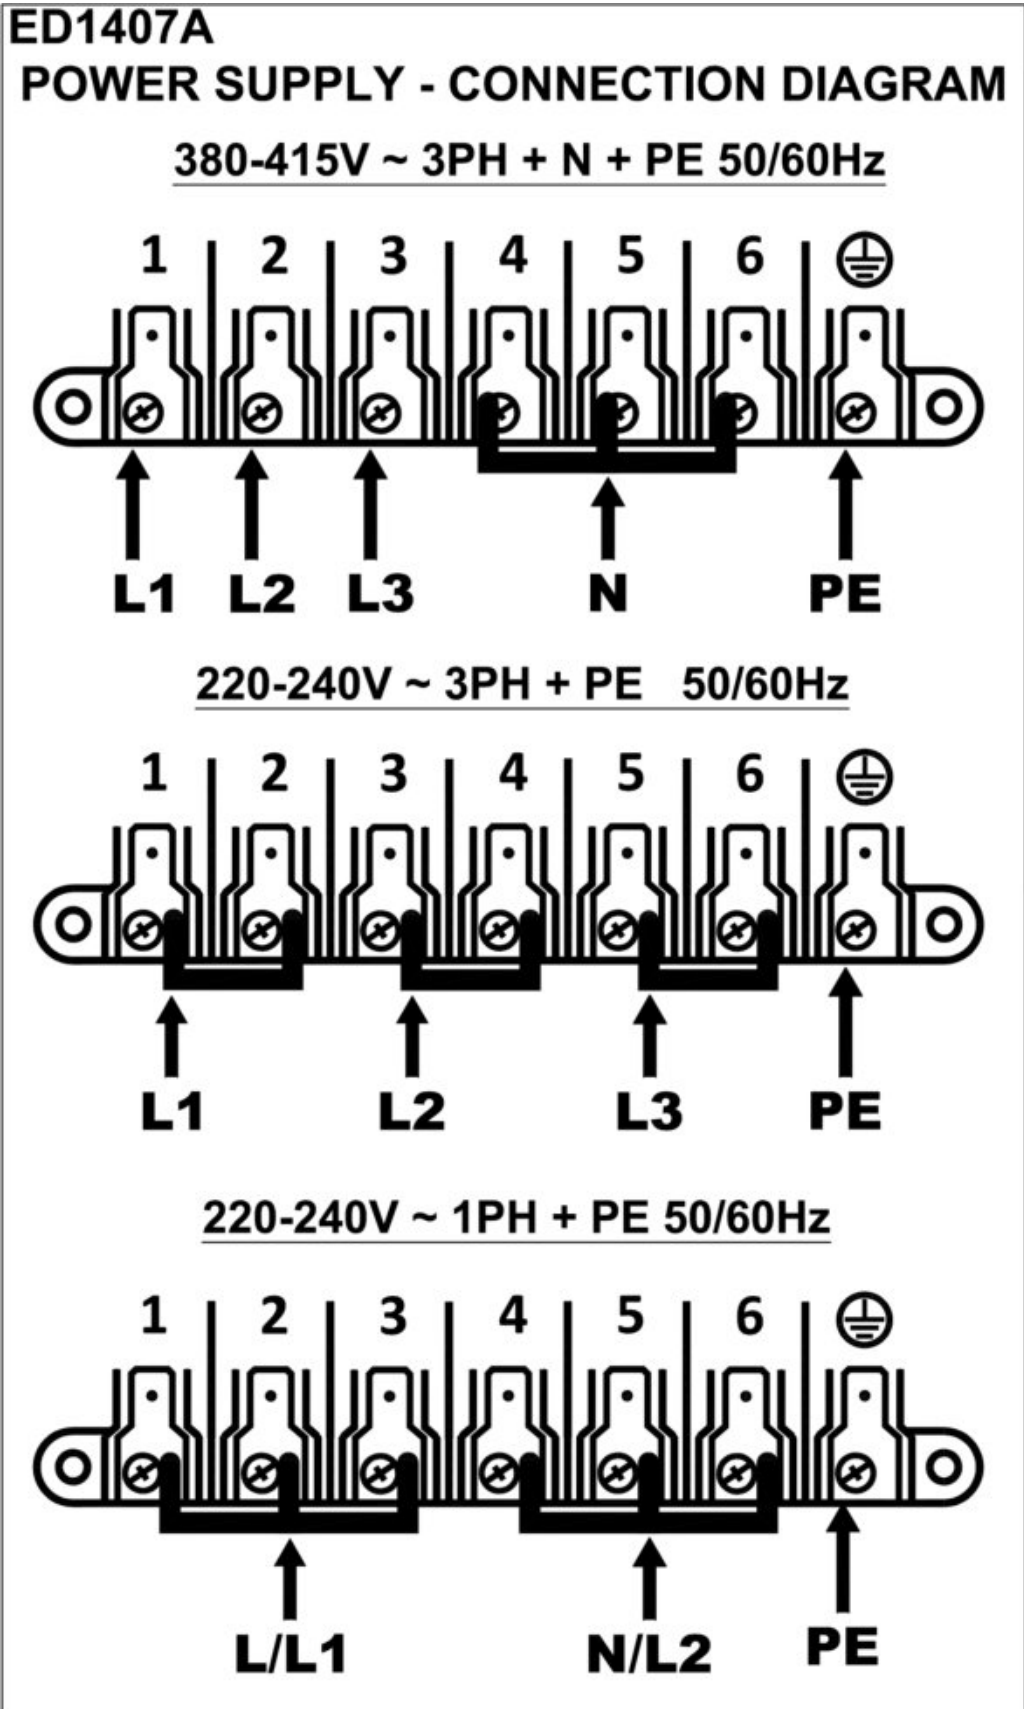 ED1407A
POWER SUPPLY - CONNECTION DIAGRAM
380-415V ~ 3PH + N + PE 50/60Hz
1 2 3 4 5 6
L1 L2 L3 N PE
220-240V ~ 3PH + PE 50/60Hz
1 2 3 4 5 6
L1 L2 L3 PE
220-240V ~ 1PH + PE 50/60Hz
1 2 3 4 5 6
L/L1 N/L2 PE